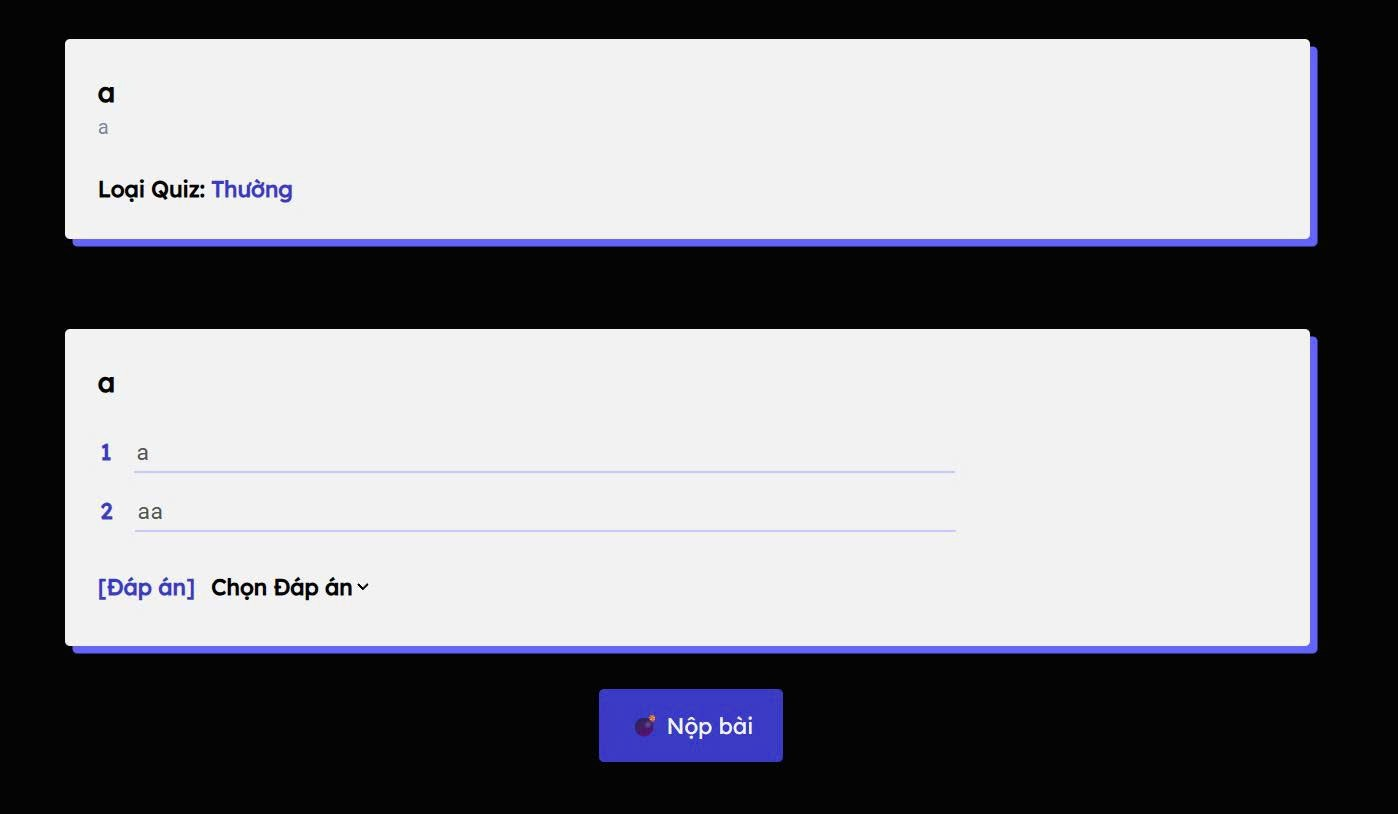 a
a
Loại Quiz: Thường
a
1 a
2 aa
[Đáp án] Chọn Đáp án
Nộp bài